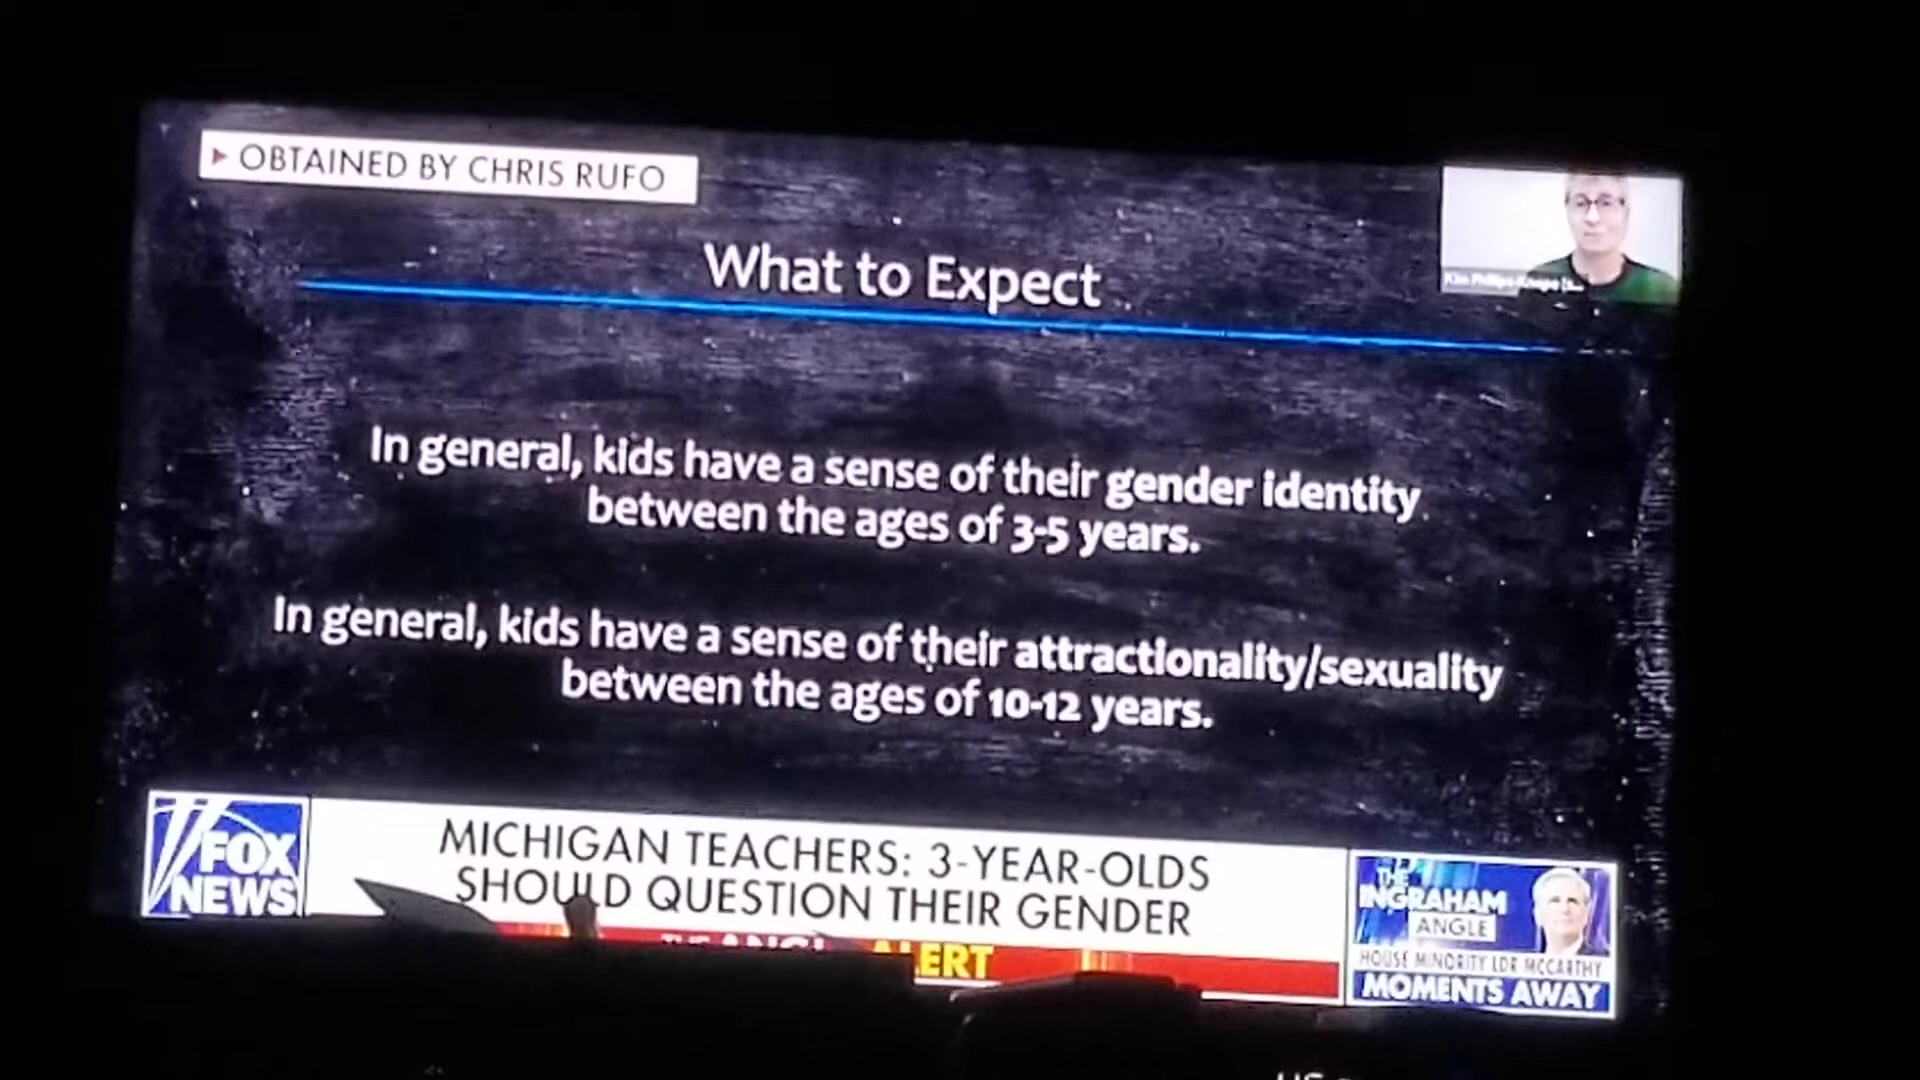 OBTAINED BY CHRIS RUFO
What to Expect
In general, kids have a sense of their gender identity
between the ages of 3-5 years.
In general, kids have a sense of their attractionality/sexuality
between the ages of 10-12 years.
FOX
NEWS
MICHIGAN TEACHERS: 3-YEAR-OLDS
SHOULD QUESTION THEIR GENDER
THE
INGRAHAM
ANGLE
HOUSE MINORITY LDR MCCARTHY
MOMENTS AWAY